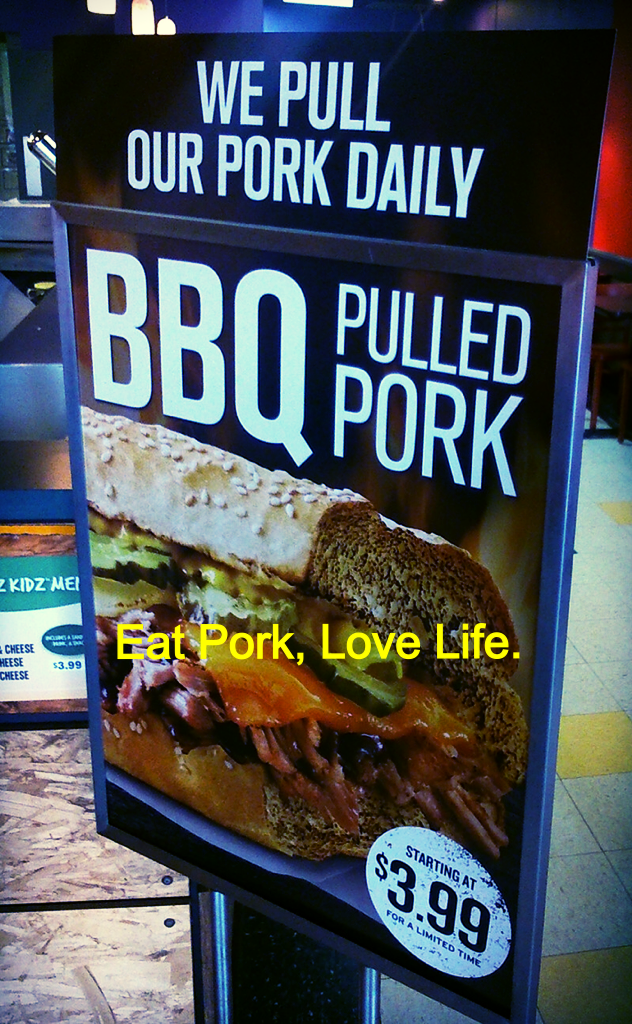 WE PULL
OUR PORK DAILY
BBQ
PULLED
PORK
Z KIDZ MEN
INCLUDES A
& CHEESE
HEESE
CHEESE
$3.99
Eat Pork, Love Life.
STARTING AT
$3.99
FOR A LIMITED TIME